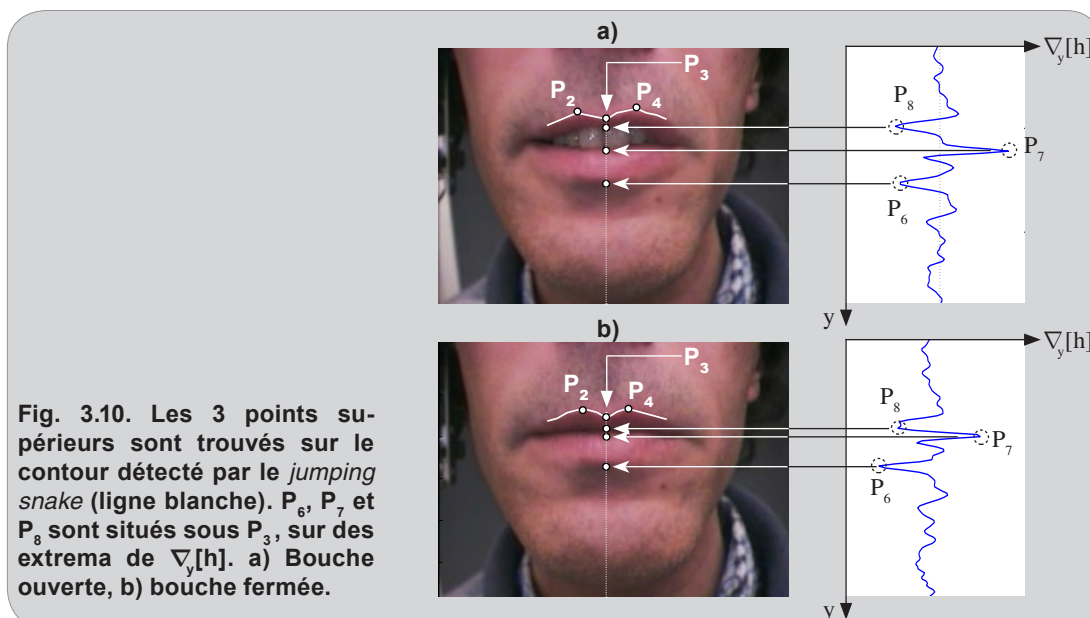 a)
P3
P2
P4
∇y[h]
P8
P7
P6
y
b)
P3
P2
P4
∇y[h]
P8
P7
P6
y
Fig. 3.10. Les 3 points su-
périeurs sont trouvés sur le
contour détecté par le jumping
snake (ligne blanche). P6, P7 et
P8 sont situés sous P3, sur des
extrema de ∇y[h]. a) Bouche
ouverte, b) bouche fermée.